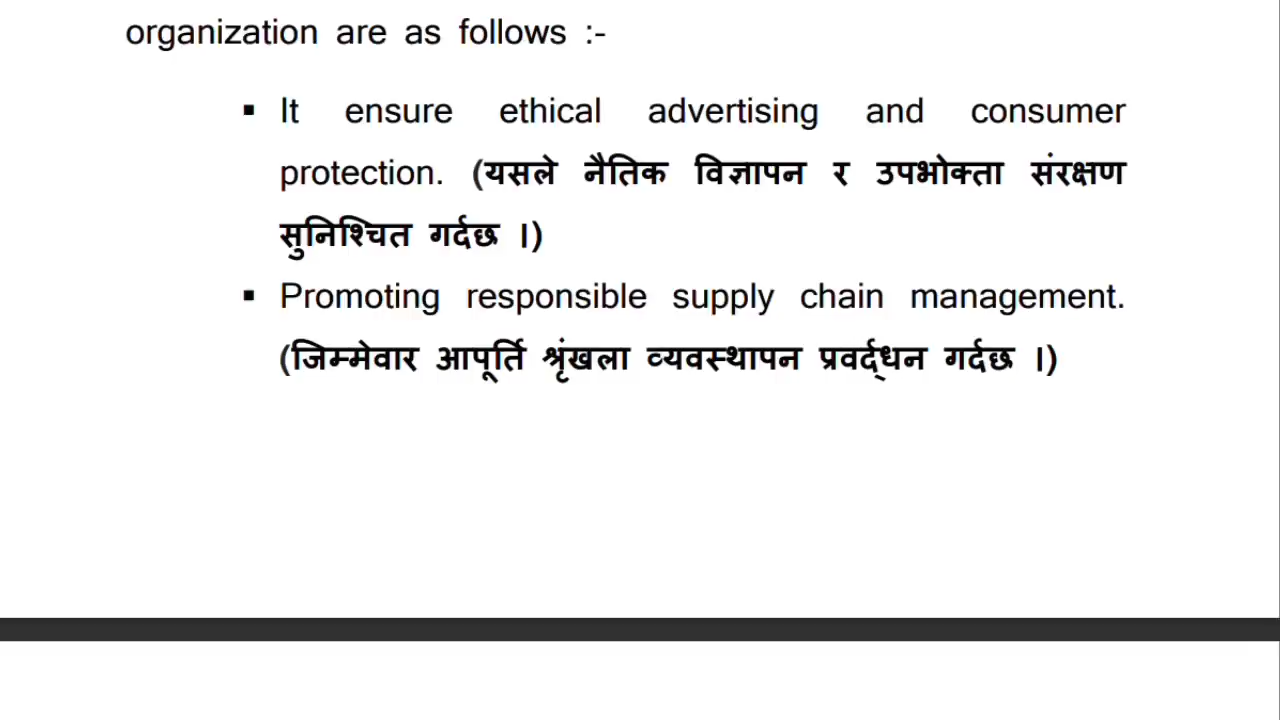 organization are as follows :-
▪ It ensure ethical advertising and consumer
protection. (यसले नैतिक विज्ञापन र उपभोक्ता संरक्षण
सुनिश्चित गर्दछ ।)
▪ Promoting responsible supply chain management.
(जिम्मेवार आपूर्ति श्रृंखला व्यवस्थापन प्रवर्द्धन गर्दछ ।)